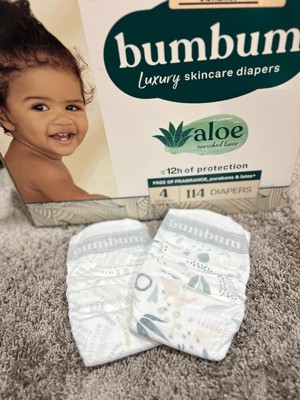 bumbum
Luxury skincare diapers
aloe
enriched liner
12h of protection
FREE OF FRAGRANCE, parabens & latex*
4 114 DIAPERS
bumbum
bumbum